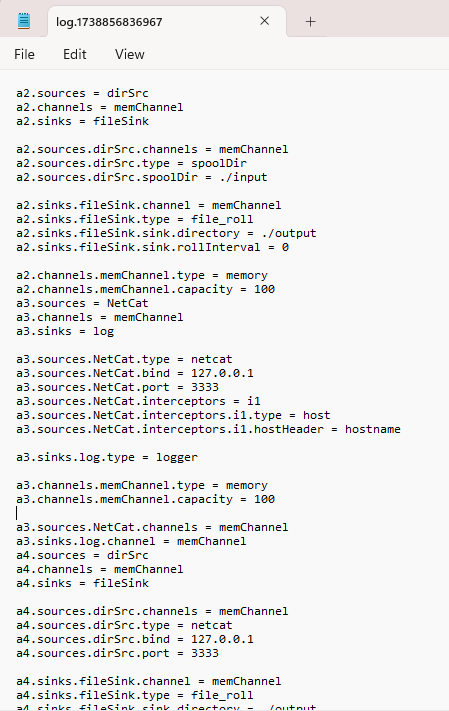 log.1738856836967
File Edit View
a2.sources = dirSrc
a2.channels = memChannel
a2.sinks = fileSink
a2.sources.dirSrc.channels = memChannel
a2.sources.dirSrc.type = spoolDir
a2.sources.dirSrc.spoolDir = ./input
a2.sinks.fileSink.channel = memChannel
a2.sinks.fileSink.type = file_roll
a2.sinks.fileSink.sink.directory = ./output
a2.sinks.fileSink.sink.rollInterval = 0
a2.channels.memChannel.type = memory
a2.channels.memChannel.capacity = 100
a3.sources = NetCat
a3.channels = memChannel
a3.sinks = log
a3.sources.NetCat.type = netcat
a3.sources.NetCat.bind = 127.0.0.1
a3.sources.NetCat.port = 3333
a3.sources.NetCat.interceptors = i1
a3.sources.NetCat.interceptors.i1.type = host
a3.sources.NetCat.interceptors.i1.hostHeader = hostname
a3.sinks.log.type = logger
a3.channels.memChannel.type = memory
a3.channels.memChannel.capacity = 100
a3.sources.NetCat.channels = memChannel
a3.sinks.log.channel = memChannel
a4.sources = dirSrc
a4.channels = memChannel
a4.sinks = fileSink
a4.sources.dirSrc.channels = memChannel
a4.sources.dirSrc.type = netcat
a4.sources.dirSrc.bind = 127.0.0.1
a4.sources.dirSrc.port = 3333
a4.sinks.fileSink.channel = memChannel
a4.sinks.fileSink.type = file_roll
a4.sinks.fileSink.sink.directory = ./output